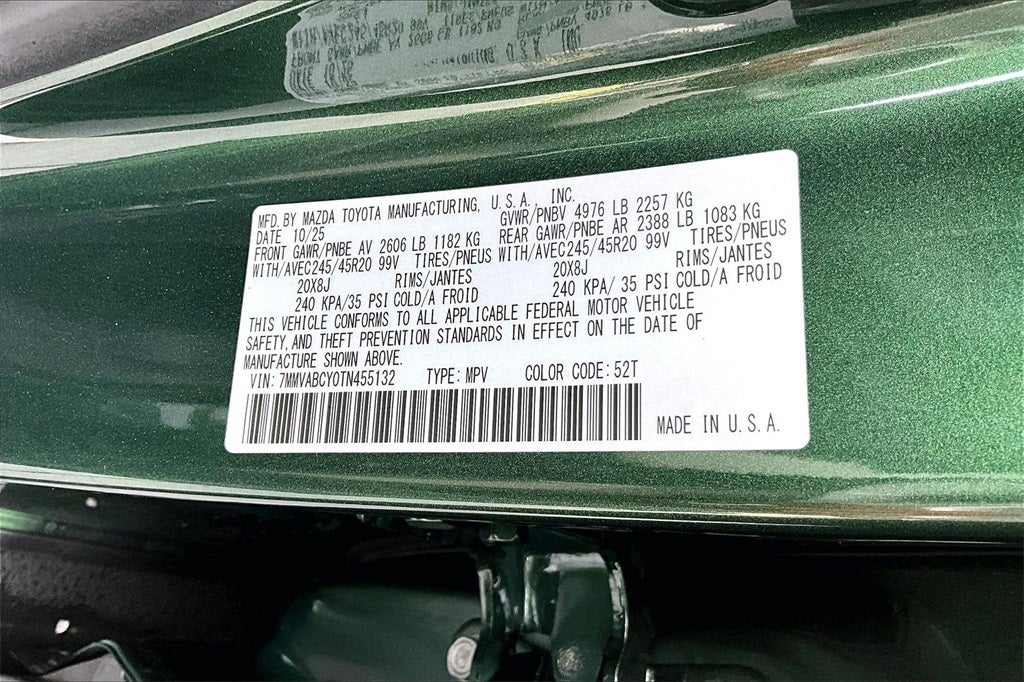 MFD. BY MAZDA TOYOTA MANUFACTURING, U.S.A., INC.
DATE 10/25 GVWR/PNBV 4976 LB 2257 KG
FRONT GAWR/PNBE AV 2606 LB 1182 KG REAR GAWR/PNBE AR 2388 LB 1083 KG
WITH/AVEC245/45R20 99V TIRES/PNEUS WITH/AVEC245/45R20 99V TIRES/PNEUS
20X8J RIMS/JANTES 20X8J RIMS/JANTES
240 KPA/ 35 PSI COLD/A FROID 240 KPA/ 35 PSI COLD/A FROID
THIS VEHICLE CONFORMS TO ALL APPLICABLE FEDERAL MOTOR VEHICLE
SAFETY, AND THEFT PREVENTION STANDARDS IN EFFECT ON THE DATE OF
MANUFACTURE SHOWN ABOVE.
VIN: 7MMVABCY0TN455132 TYPE: MPV COLOR CODE: 52T
MADE IN U.S.A.